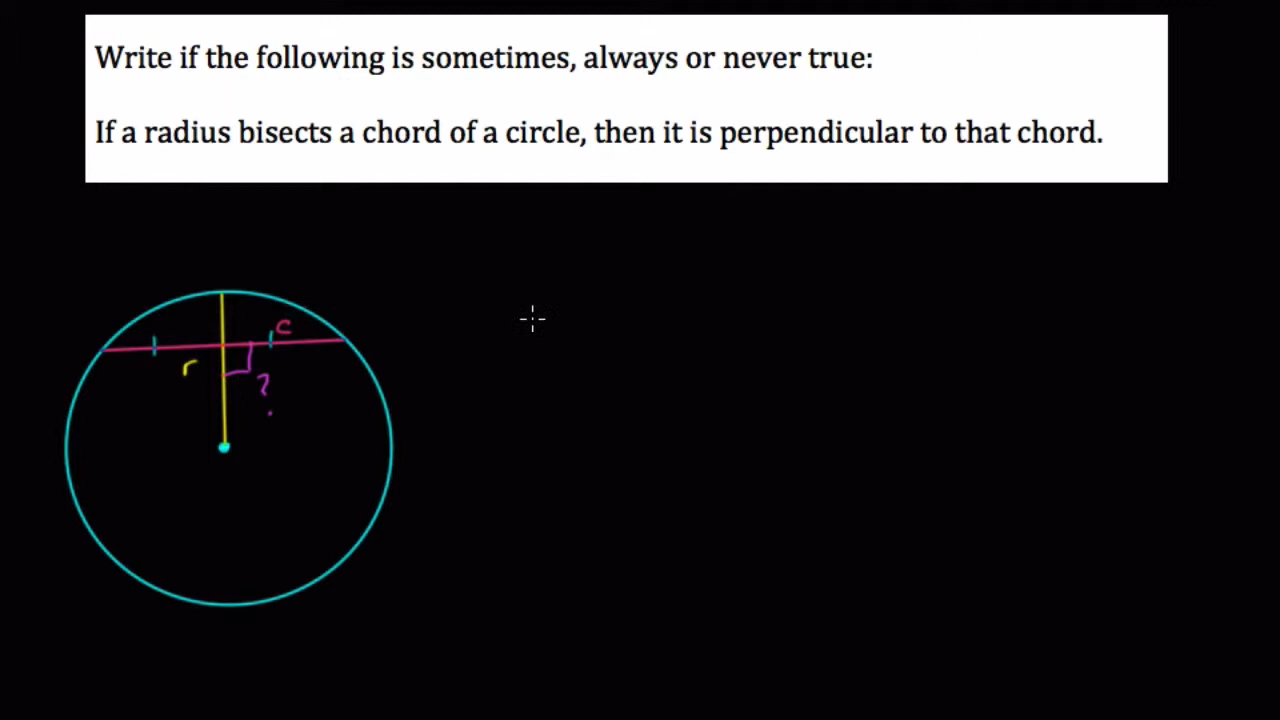 Write if the following is sometimes, always or never true:
If a radius bisects a chord of a circle, then it is perpendicular to that chord.
c
r
?